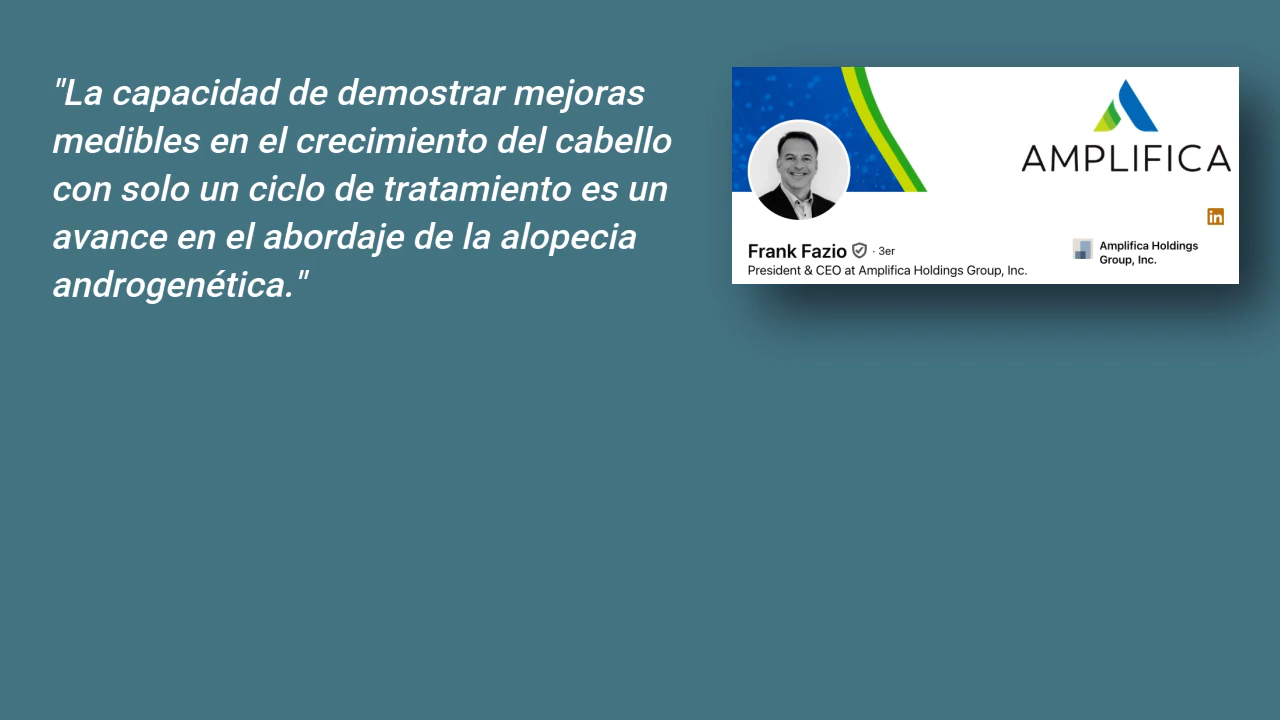 "La capacidad de demostrar mejoras
medibles en el crecimiento del cabello
con solo un ciclo de tratamiento es un
avance en el abordaje de la alopecia
androgenética."
AMPLIFICA
in
Frank Fazio · 3er
President & CEO at Amplifica Holdings Group, Inc.
Amplifica Holdings
Group, Inc.